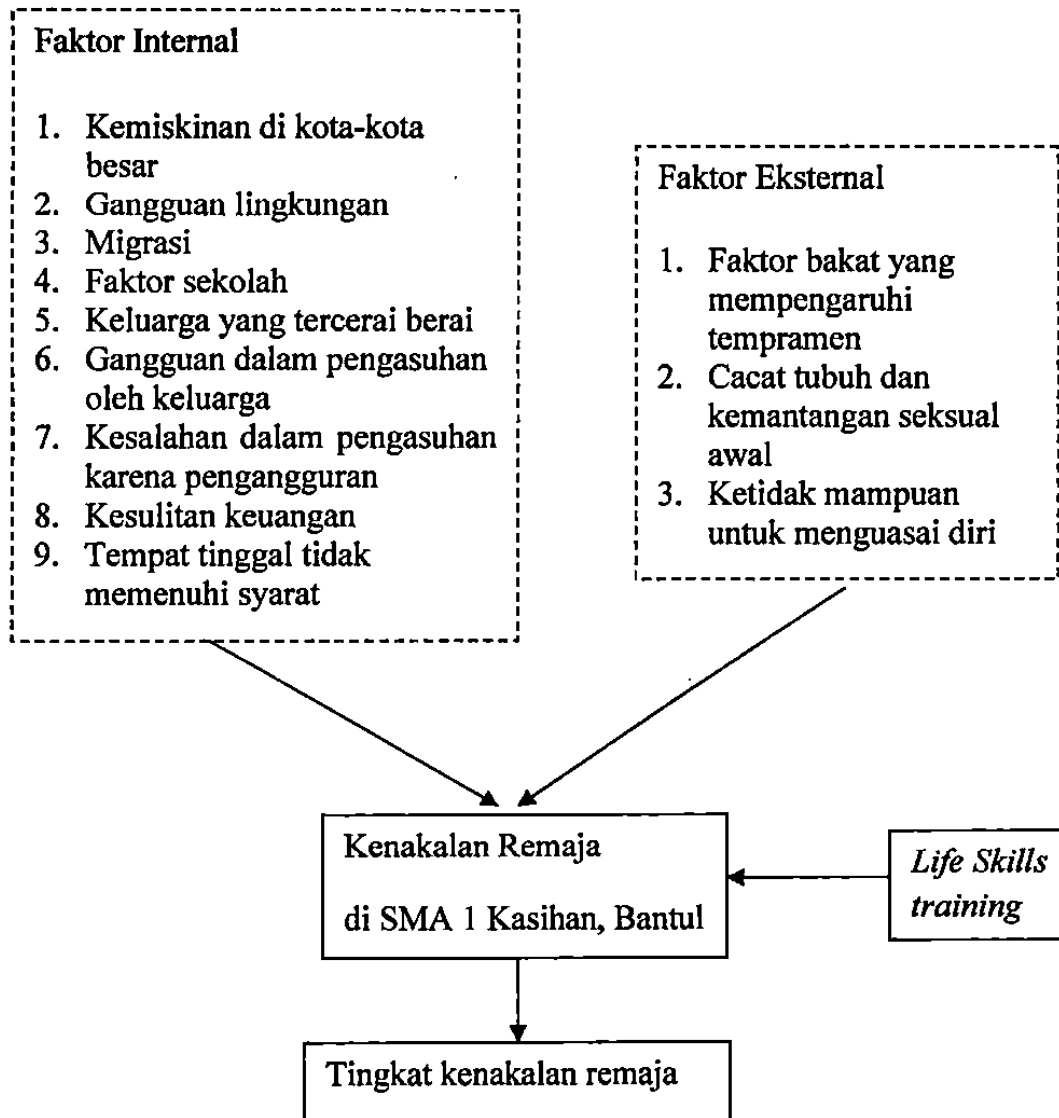 Faktor Internal
1. Kemiskinan di kota-kota
besar
2. Gangguan lingkungan
3. Migrasi
4. Faktor sekolah
5. Keluarga yang tercerai berai
6. Gangguan dalam pengasuhan
oleh keluarga
7. Kesalahan dalam pengasuhan
karena pengangguran
8. Kesulitan keuangan
9. Tempat tinggal tidak
memenuhi syarat
Faktor Eksternal
1. Faktor bakat yang
mempengaruhi
tempramen
2. Cacat tubuh dan
kemantangan seksual
awal
3. Ketidak mampuan
untuk menguasai diri
Kenakalan Remaja
di SMA 1 Kasihan, Bantul
Life Skills
training
Tingkat kenakalan remaja